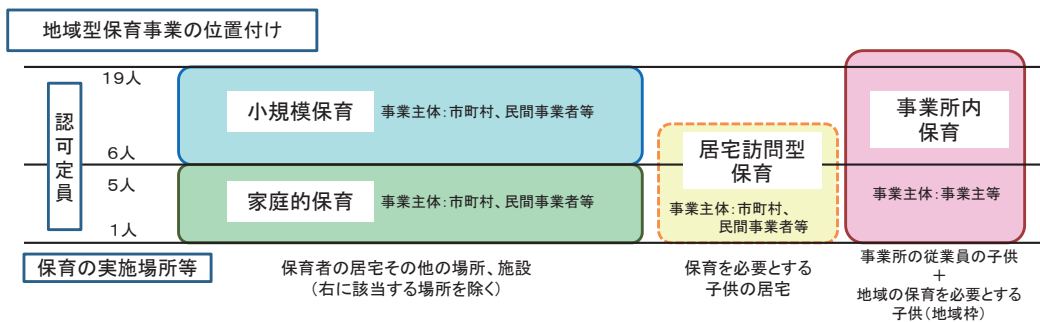 地域型保育事業の位置付け
認可定員
19人
6人
5人
1人
小規模保育
事業主体：市町村、民間事業者等
家庭的保育
事業主体：市町村、民間事業者等
居宅訪問型
保育
事業主体：市町村、
民間事業者等
事業所内
保育
事業主体：事業主等
保育の実施場所等
保育者の居宅その他の場所、施設
（右に該当する場所を除く）
保育を必要とする
子供の居宅
事業所の従業員の子供
＋
地域の保育を必要とする
子供（地域枠）